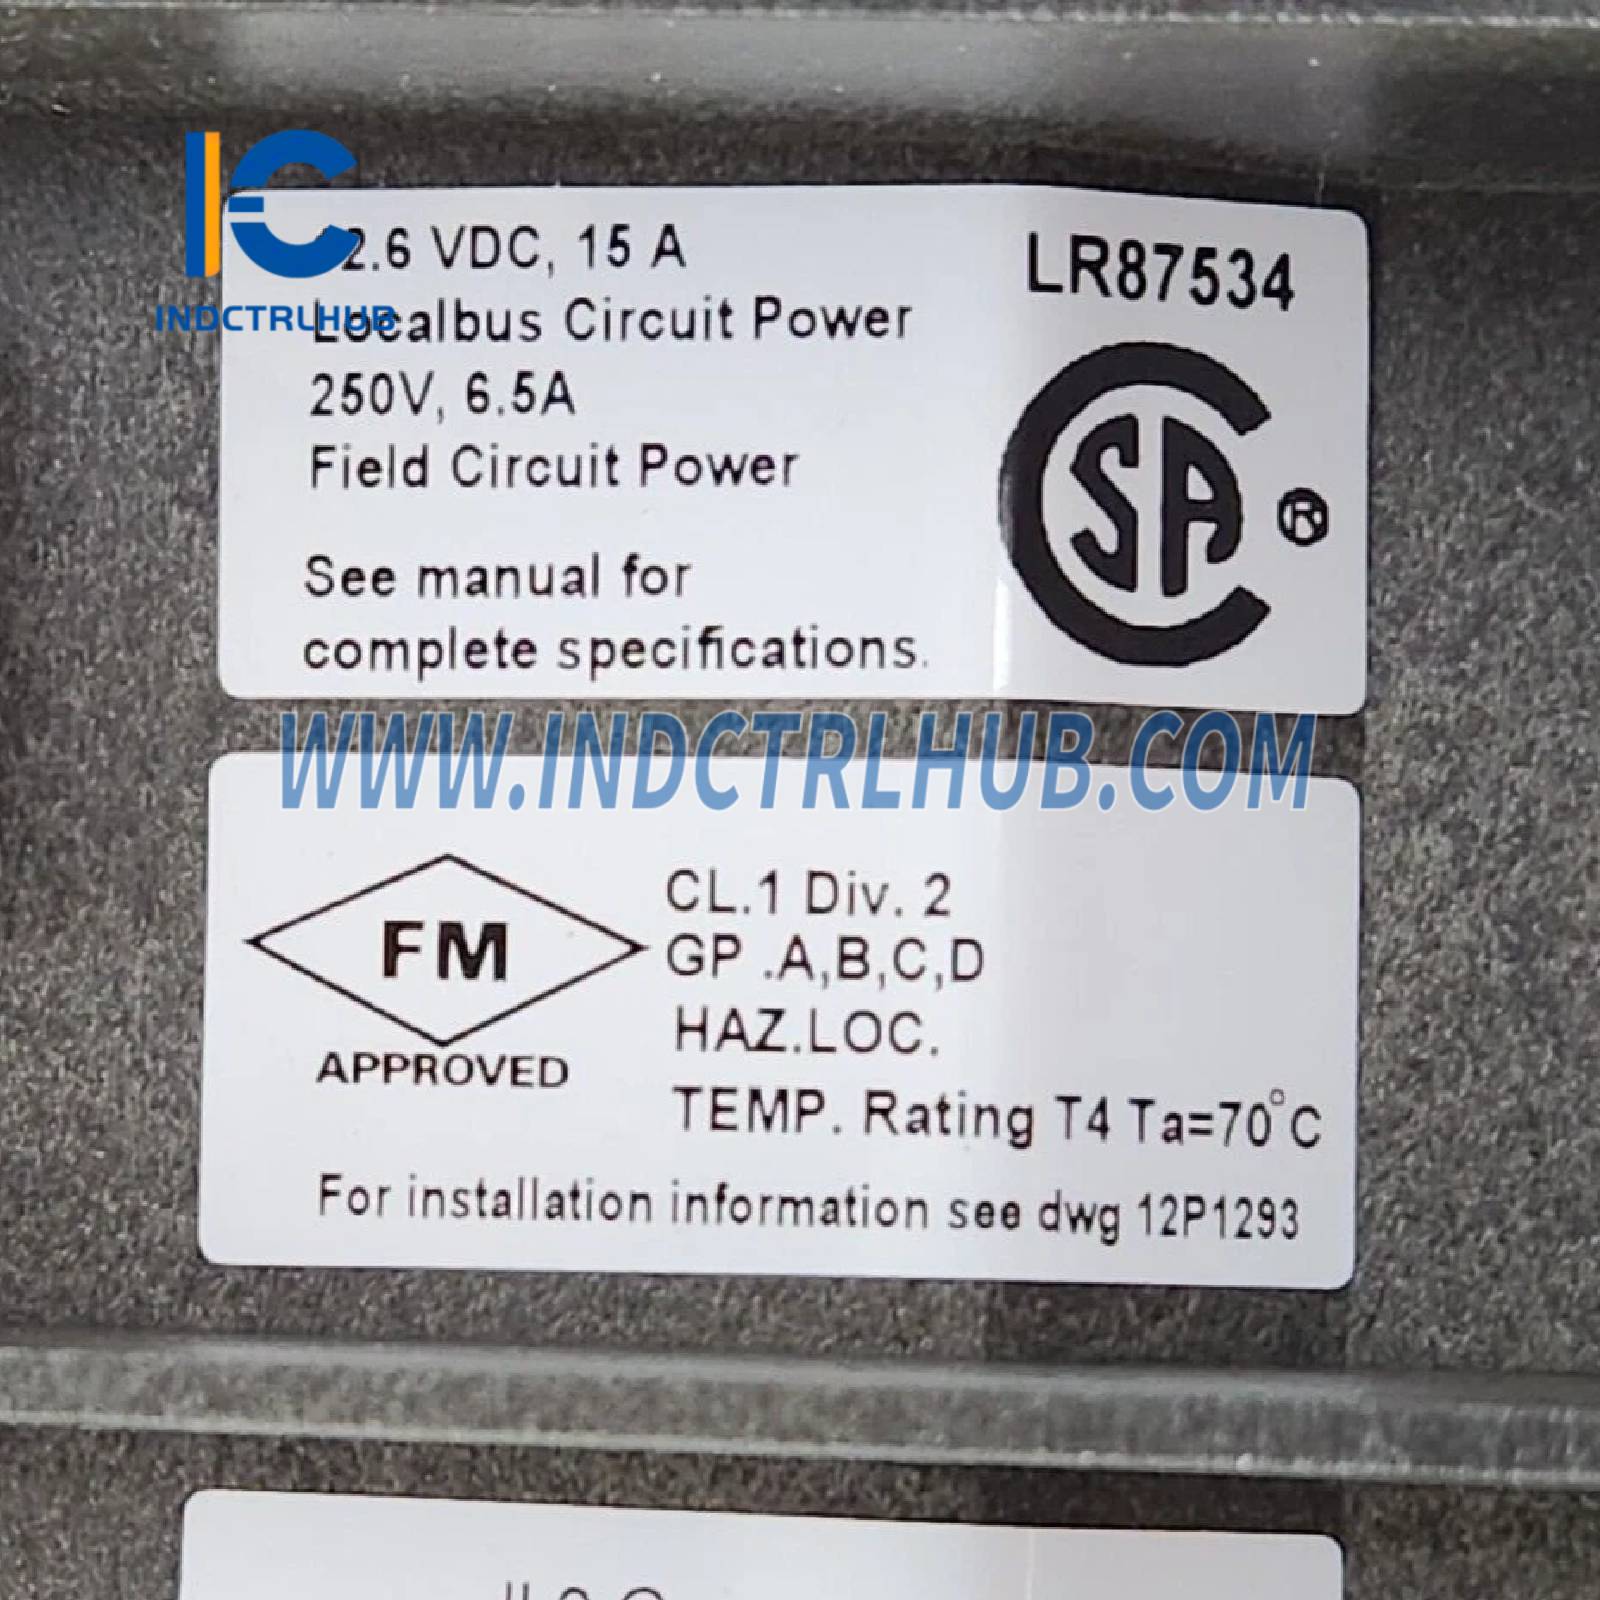 INDCTRLHUB
2.6 VDC, 15 A
Localbus Circuit Power
250V, 6.5A
Field Circuit Power
See manual for
complete specifications.
LR87534
SA ®
WWW.INDCTRLHUB.COM
FM
APPROVED
CL.1 Div. 2
GP .A,B,C,D
HAZ.LOC.
TEMP. Rating T4 Ta=70°C
For installation information see dwg 12P1293